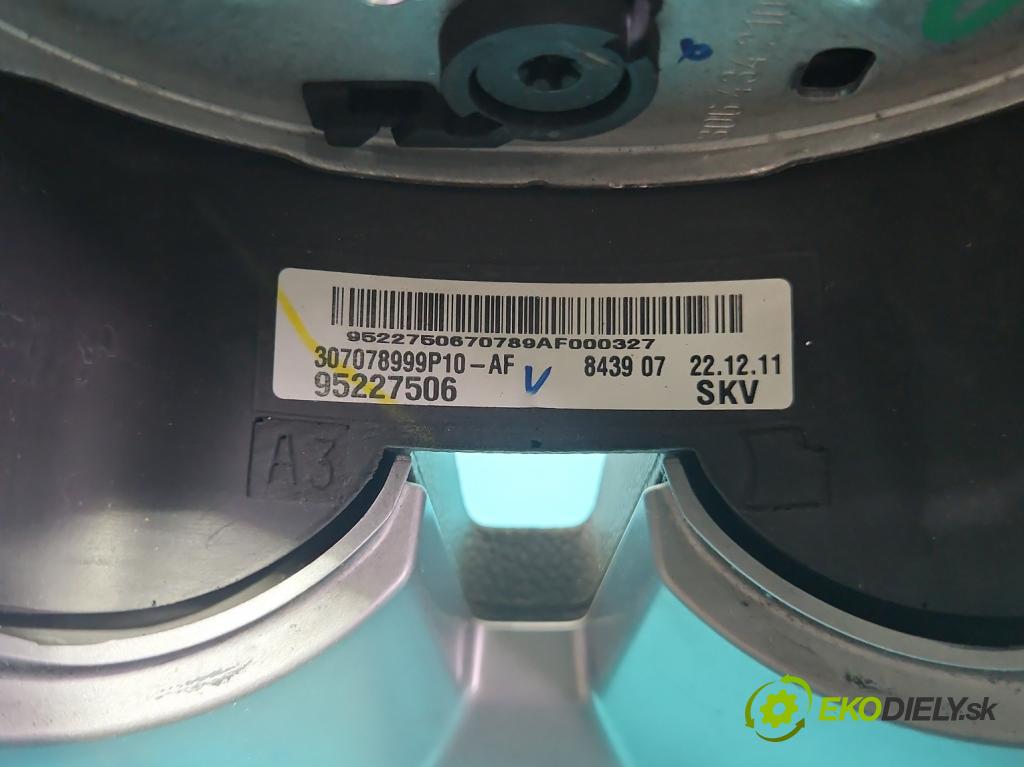 9522750670789AF000327
307078999P10-AF 8439 07 22.12.11
95227506 V SKV
A3
EKODIELY.sk